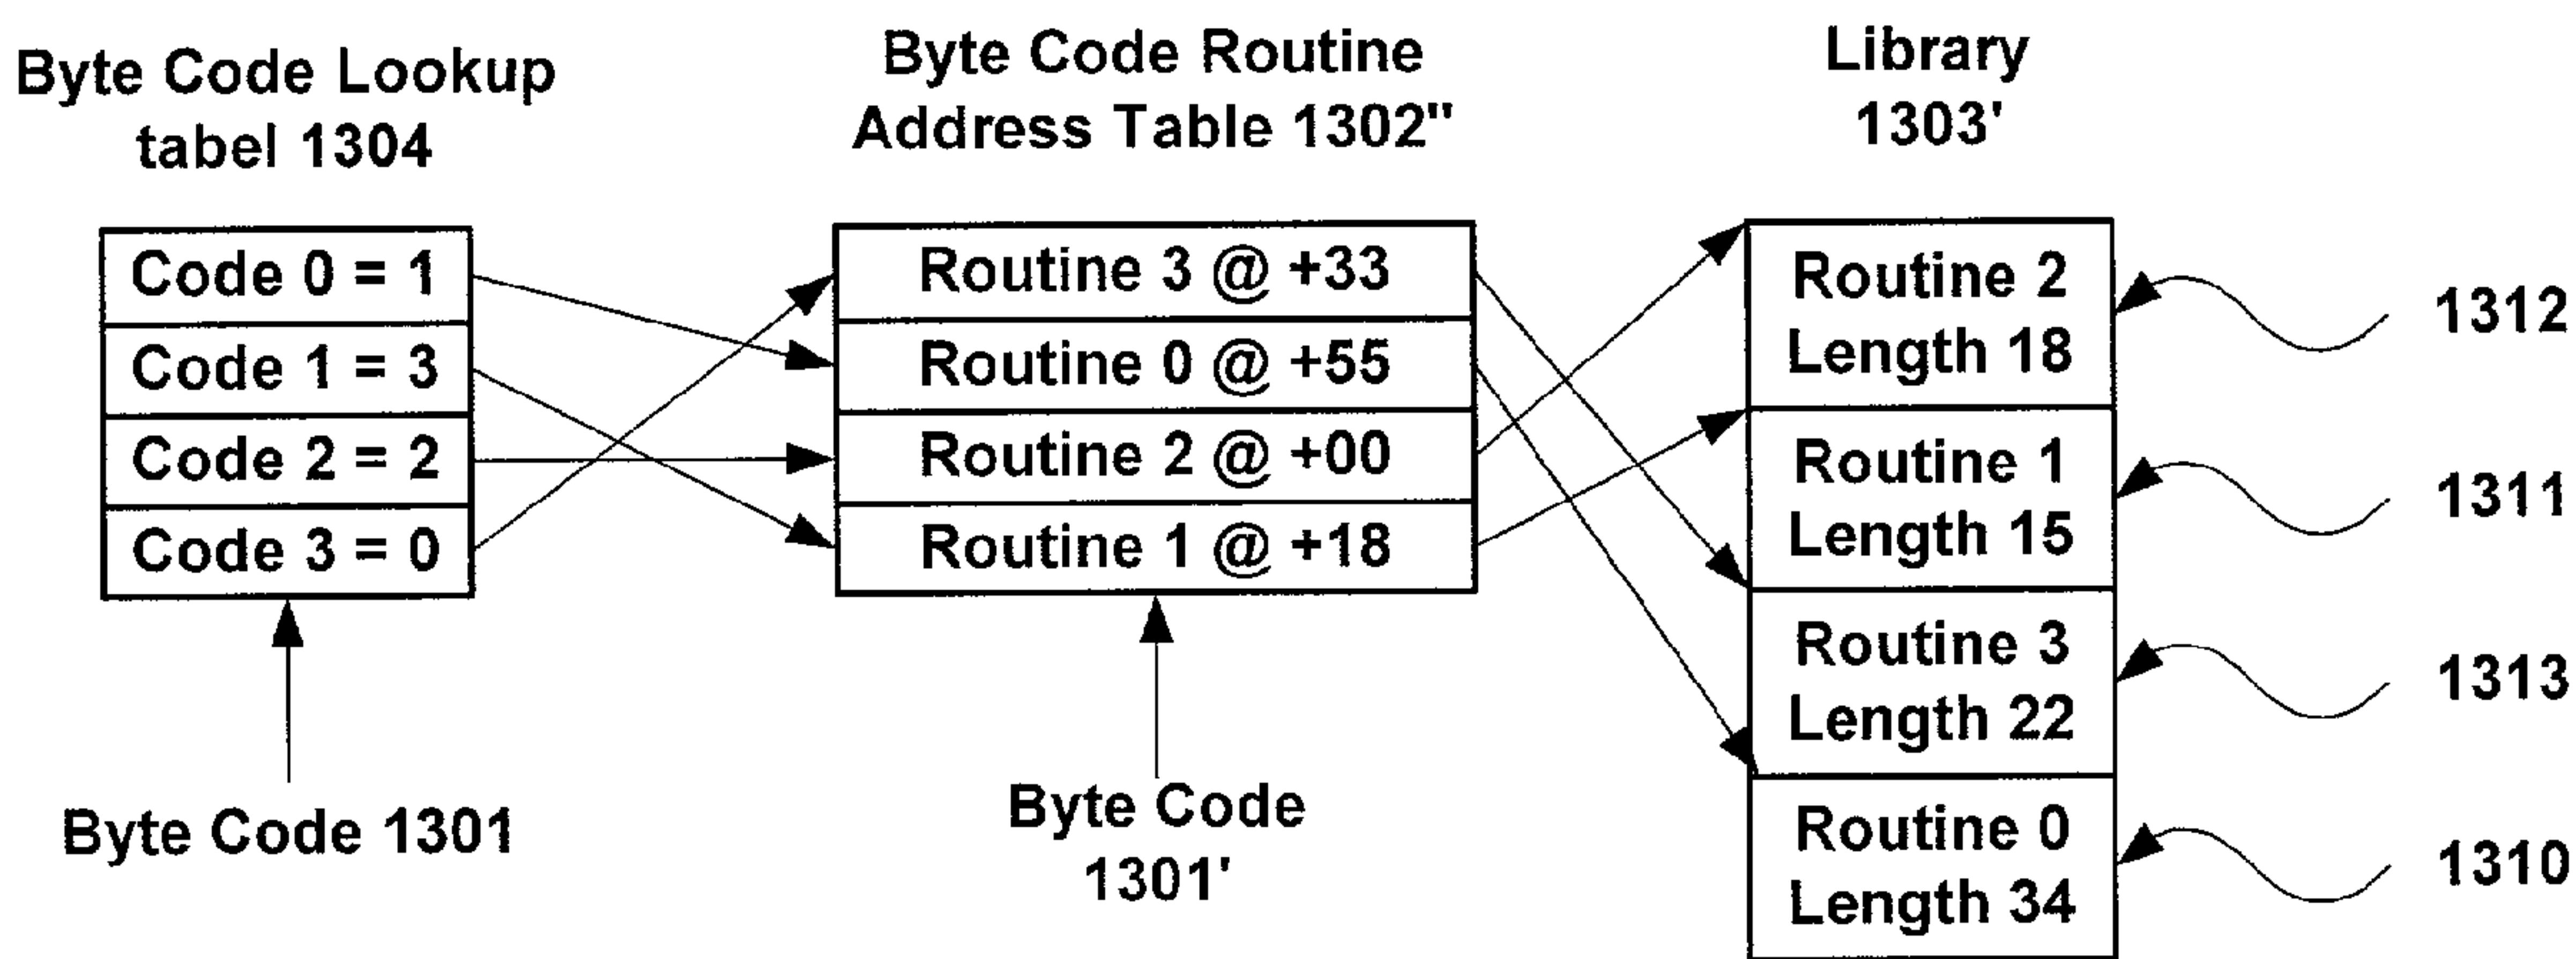 Byte Code Lookup
tabel 1304
Byte Code Routine
Address Table 1302"
Library
1303'
Code 0 = 1
Code 1 = 3
Code 2 = 2
Code 3 = 0
Routine 3 @ +33
Routine 0 @ +55
Routine 2 @ +00
Routine 1 @ +18
Routine 2
Length 18
Routine 1
Length 15
Routine 3
Length 22
Routine 0
Length 34
1312
1311
1313
1310
Byte Code 1301
Byte Code
1301'